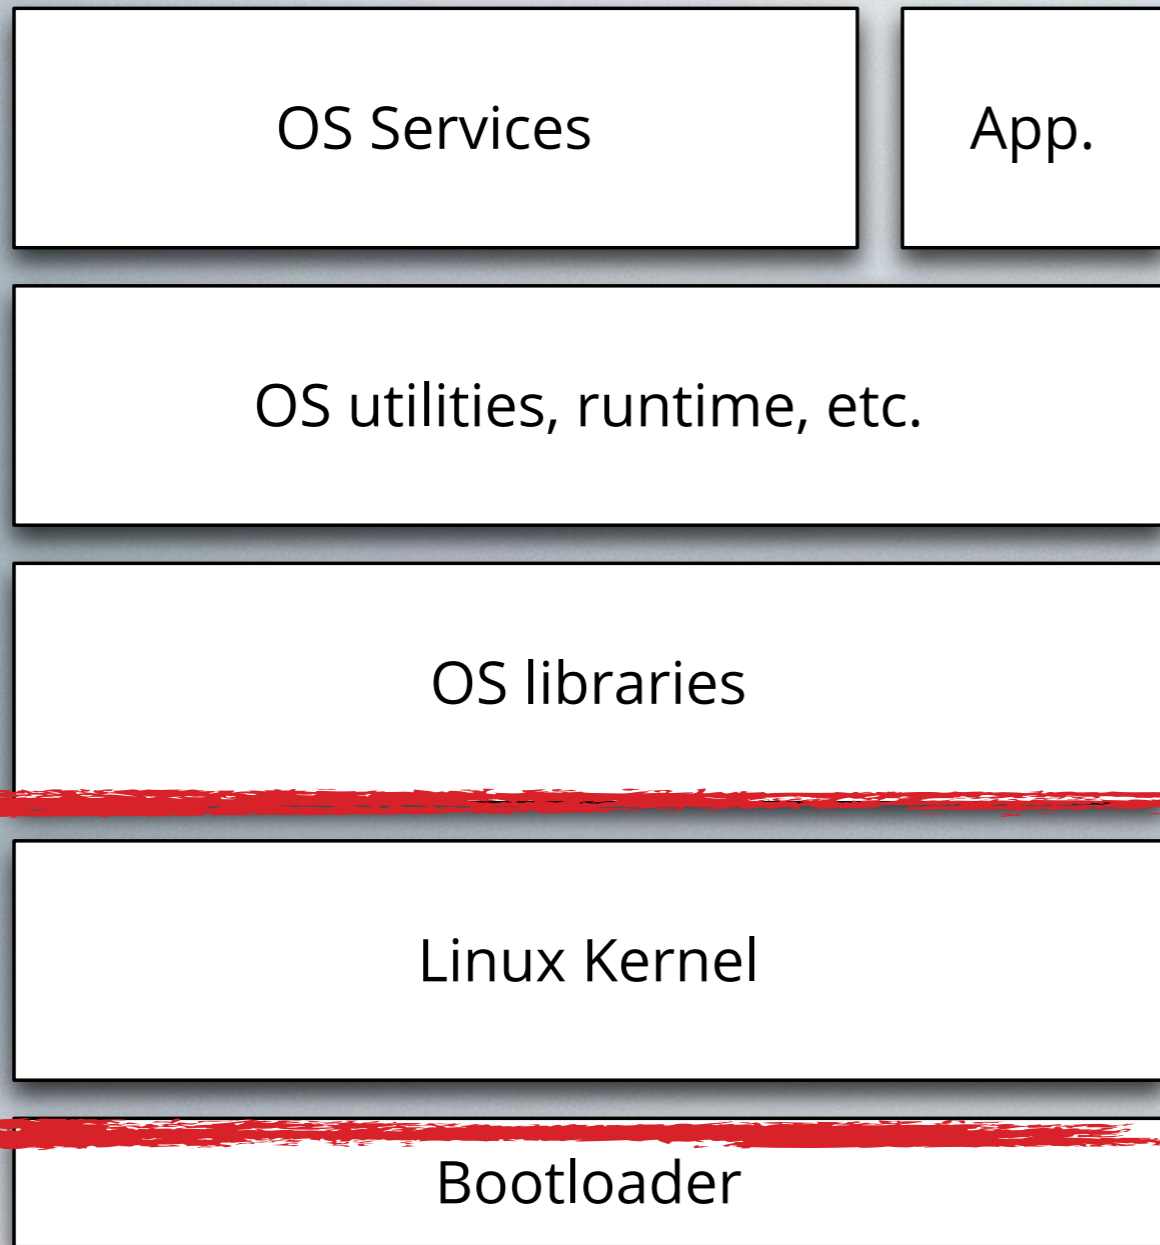 OS Services
App.
OS utilities, runtime, etc.
OS libraries
Linux Kernel
Bootloader